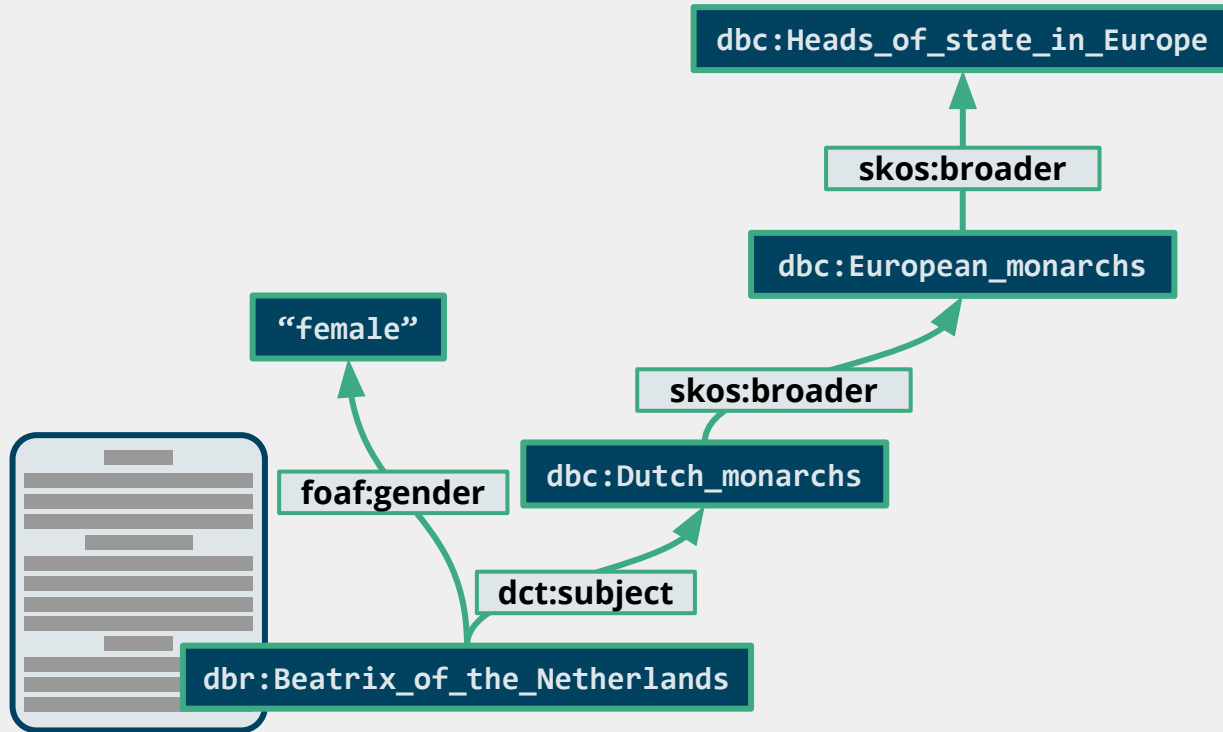 dbc:Heads_of_state_in_Europe
skos:broader
dbc:European_monarchs
“female”
skos:broader
dbc:Dutch_monarchs
foaf:gender
dct:subject
dbr:Beatrix_of_the_Netherlands